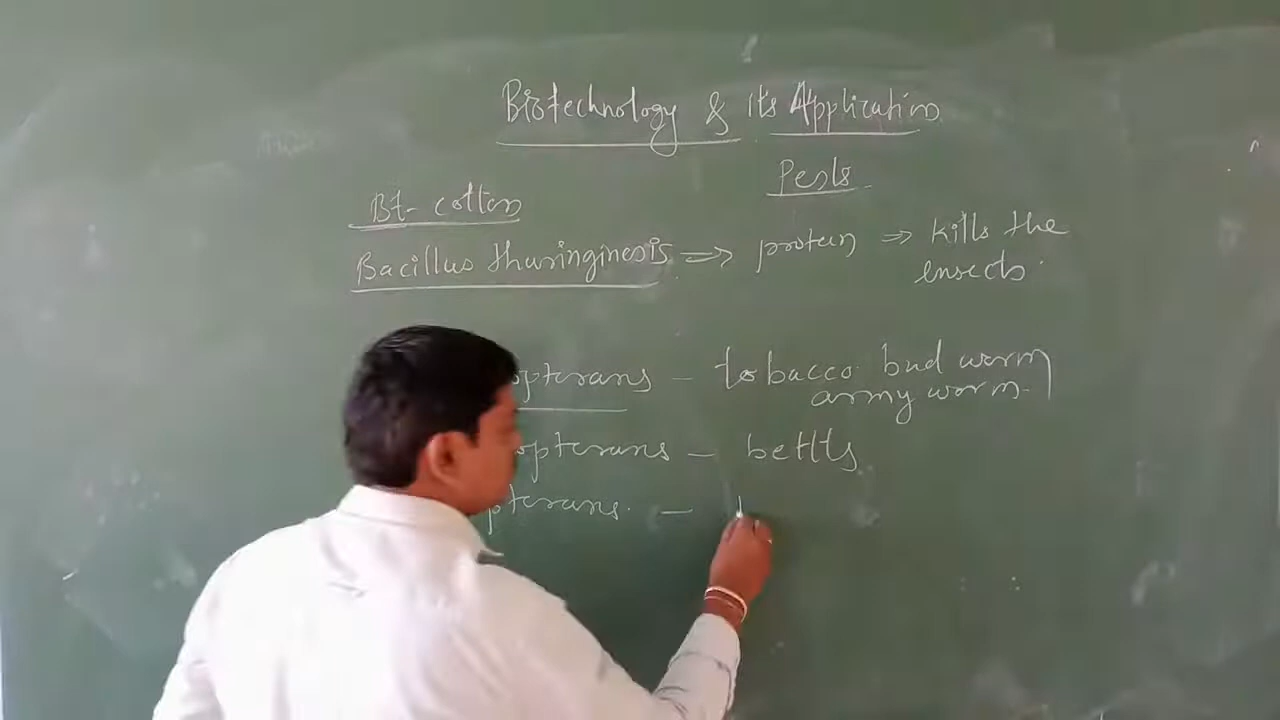 Biotechnology & its Application
Pests
Bt- cotton
Bacillus thuringinesis => protein => kills the
insects.
opterans - tobacco bud worm
army worm.
opterans - betlls
pterans. -